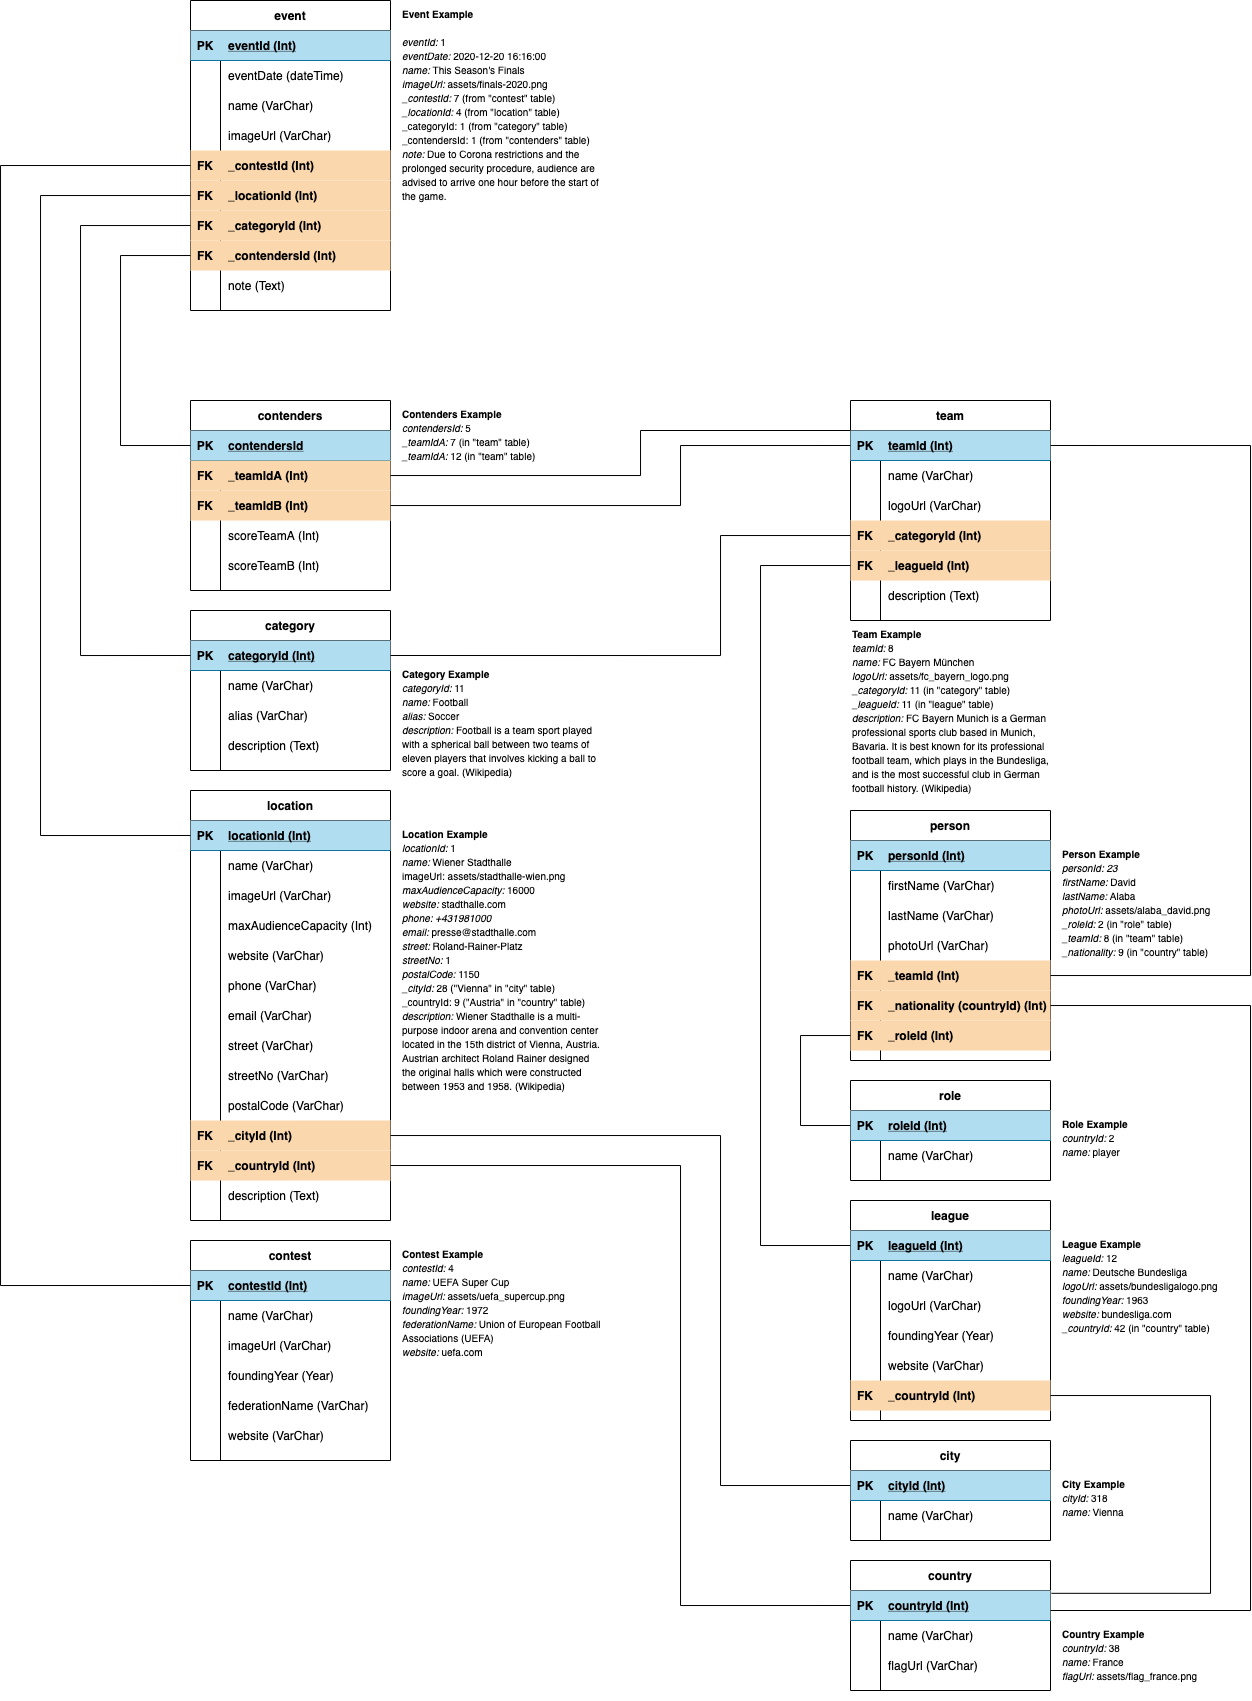 event
PK eventId (Int)
eventDate (dateTime)
name (VarChar)
imageUrl (VarChar)
FK _contestId (Int)
FK _locationId (Int)
FK _categoryId (Int)
FK _contendersId (Int)
note (Text)
Event Example
eventId: 1
eventDate: 2020-12-20 16:16:00
name: This Season's Finals
imageUrl: assets/finals-2020.png
_contestId: 7 (from "contest" table)
_locationId: 4 (from "location" table)
_categoryId: 1 (from "category" table)
_contendersId: 1 (from "contenders" table)
note: Due to Corona restrictions and the
prolonged security procedure, audience are
advised to arrive one hour before the start of
the game.
contenders
PK contendersId
FK _teamIdA (Int)
FK _teamIdB (Int)
scoreTeamA (Int)
scoreTeamB (Int)
Contenders Example
contendersId: 5
_teamIdA: 7 (in "team" table)
_teamIdA: 12 (in "team" table)
category
PK categoryId (Int)
name (VarChar)
alias (VarChar)
description (Text)
Category Example
categoryId: 11
name: Football
alias: Soccer
description: Football is a team sport played
with a spherical ball between two teams of
eleven players that involves kicking a ball to
score a goal. (Wikipedia)
location
PK locationId (Int)
name (VarChar)
imageUrl (VarChar)
maxAudienceCapacity (Int)
website (VarChar)
phone (VarChar)
email (VarChar)
street (VarChar)
streetNo (VarChar)
postalCode (VarChar)
FK _cityId (Int)
FK _countryId (Int)
description (Text)
Location Example
locationId: 1
name: Wiener Stadthalle
imageUrl: assets/stadthalle-wien.png
maxAudienceCapacity: 16000
website: stadthalle.com
phone: +431981000
email: presse@stadthalle.com
street: Roland-Rainer-Platz
streetNo: 1
postalCode: 1150
_cityId: 28 ("Vienna" in "city" table)
_countryId: 9 ("Austria" in "country" table)
description: Wiener Stadthalle is a multi-
purpose indoor arena and convention center
located in the 15th district of Vienna, Austria.
Austrian architect Roland Rainer designed
the original halls which were constructed
between 1953 and 1958. (Wikipedia)
contest
PK contestId (Int)
name (VarChar)
imageUrl (VarChar)
foundingYear (Year)
federationName (VarChar)
website (VarChar)
Contest Example
contestId: 4
name: UEFA Super Cup
imageUrl: assets/uefa_supercup.png
foundingYear: 1972
federationName: Union of European Football
Associations (UEFA)
website: uefa.com
team
PK teamId (Int)
name (VarChar)
logoUrl (VarChar)
FK _categoryId (Int)
FK _leagueId (Int)
description (Text)
Team Example
teamId: 8
name: FC Bayern München
logoUrl: assets/fc_bayern_logo.png
_categoryId: 11 (in "category" table)
_leagueId: 11 (in "league" table)
description: FC Bayern Munich is a German
professional sports club based in Munich,
Bavaria. It is best known for its professional
football team, which plays in the Bundesliga,
and is the most successful club in German
football history. (Wikipedia)
person
PK personId (Int)
firstName (VarChar)
lastName (VarChar)
photoUrl (VarChar)
FK _teamId (Int)
FK _nationality (countryId) (Int)
FK _roleId (Int)
Person Example
personId: 23
firstName: David
lastName: Alaba
photoUrl: assets/alaba_david.png
_roleId: 2 (in "role" table)
_teamId: 8 (in "team" table)
_nationality: 9 (in "country" table)
role
PK roleId (Int)
name (VarChar)
Role Example
countryId: 2
name: player
league
PK leagueId (Int)
name (VarChar)
logoUrl (VarChar)
foundingYear (Year)
website (VarChar)
FK _countryId (Int)
League Example
leagueId: 12
name: Deutsche Bundesliga
logoUrl: assets/bundesligalogo.png
foundingYear: 1963
website: bundesliga.com
_countryId: 42 (in "country" table)
city
PK cityId (Int)
name (VarChar)
City Example
cityId: 318
name: Vienna
country
PK countryId (Int)
name (VarChar)
flagUrl (VarChar)
Country Example
countryId: 38
name: France
flagUrl: assets/flag_france.png